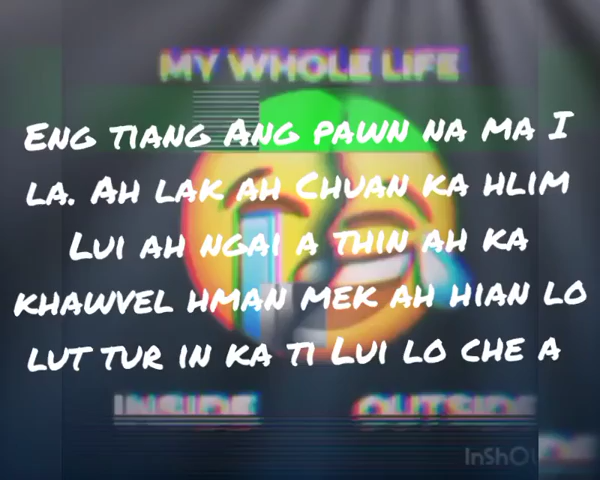 MY WHOLE LIFE
ENG TIANG ANG PAWN NA MA I
LA. AH LAK AH CHUAN KA HLIM
LUI AH NGAI A THIN AH KA
KHAWVEL HMAN MEK AH HIAN LO
LUT TUR IN KA TI LUI LO CHE A
INSIDE OUTSIDE
InSho